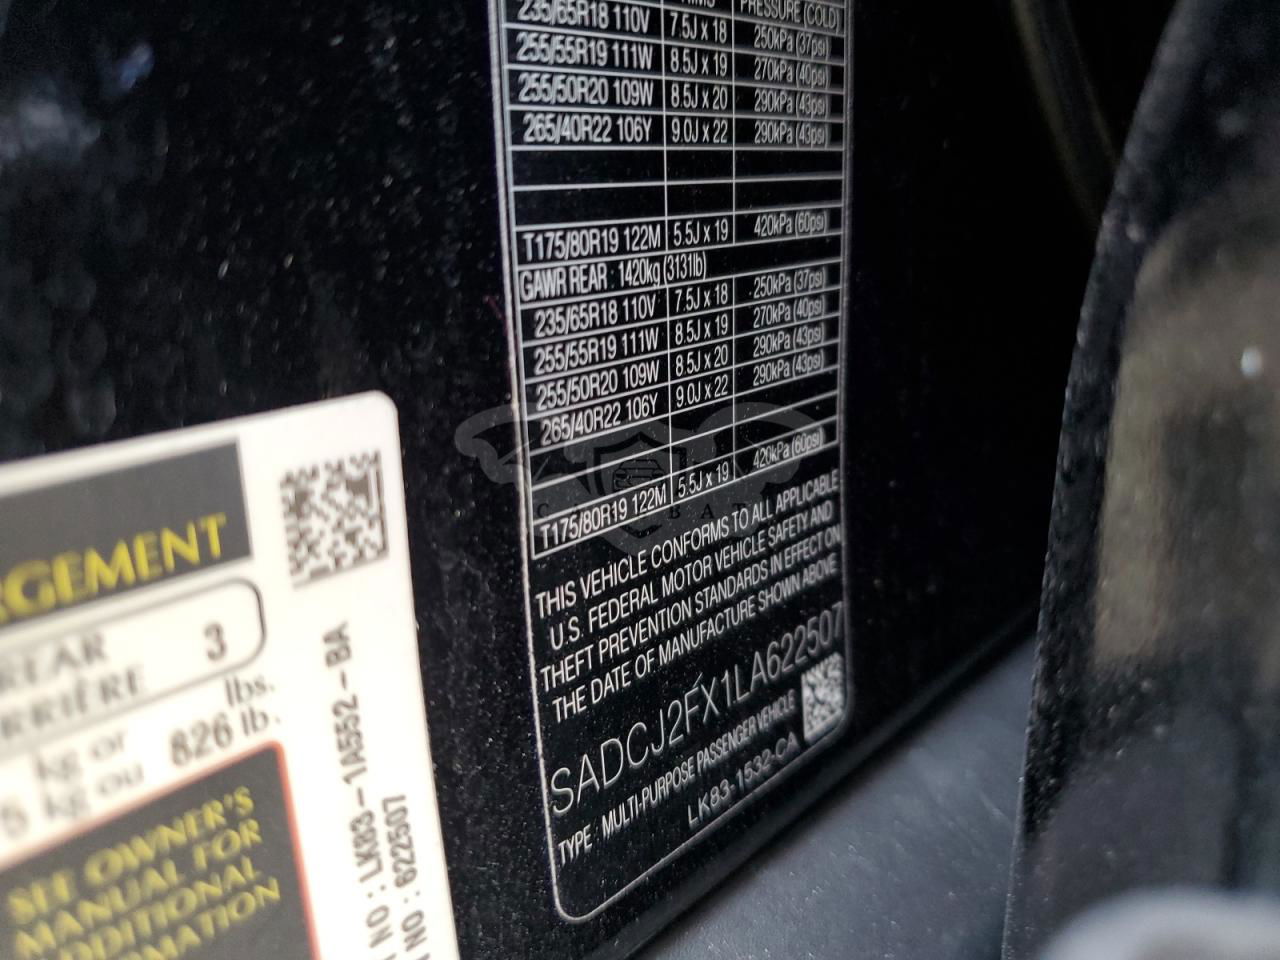 PRESSURE (COLD)
235/65R18 110V 7.5J x 18 250kPa (37psi)
255/55R19 111W 8.5J x 19 270kPa (40psi)
255/50R20 109W 8.5J x 20 290kPa (43psi)
265/40R22 106Y 9.0J x 22 290kPa (43psi)
T175/80R19 122M 5.5J x 19 420kPa (60psi)
GAWR REAR : 1420kg (3131lb)
235/65R18 110V 7.5J x 18 250kPa (37psi)
255/55R19 111W 8.5J x 19 270kPa (40psi)
255/50R20 109W 8.5J x 20 290kPa (43psi)
265/40R22 106Y 9.0J x 22 290kPa (43psi)
T175/80R19 122M 5.5J x 19 420kPa (60psi)
THIS VEHICLE CONFORMS TO ALL APPLICABLE
U.S. FEDERAL MOTOR VEHICLE SAFETY AND
THEFT PREVENTION STANDARDS IN EFFECT ON
THE DATE OF MANUFACTURE SHOWN ABOVE
SADCJ2FX1LA622507
TYPE : MULTI-PURPOSE PASSENGER VEHICLE
LK83-1532-CA
RGEMENT
REAR
RRIÈRE 3
kg or lbs.
kg ou 826 lb.
SEE OWNER'S
MANUAL FOR
ADDITIONAL
ORMATION
NO : LK83-1A552-BA
NO : 622507